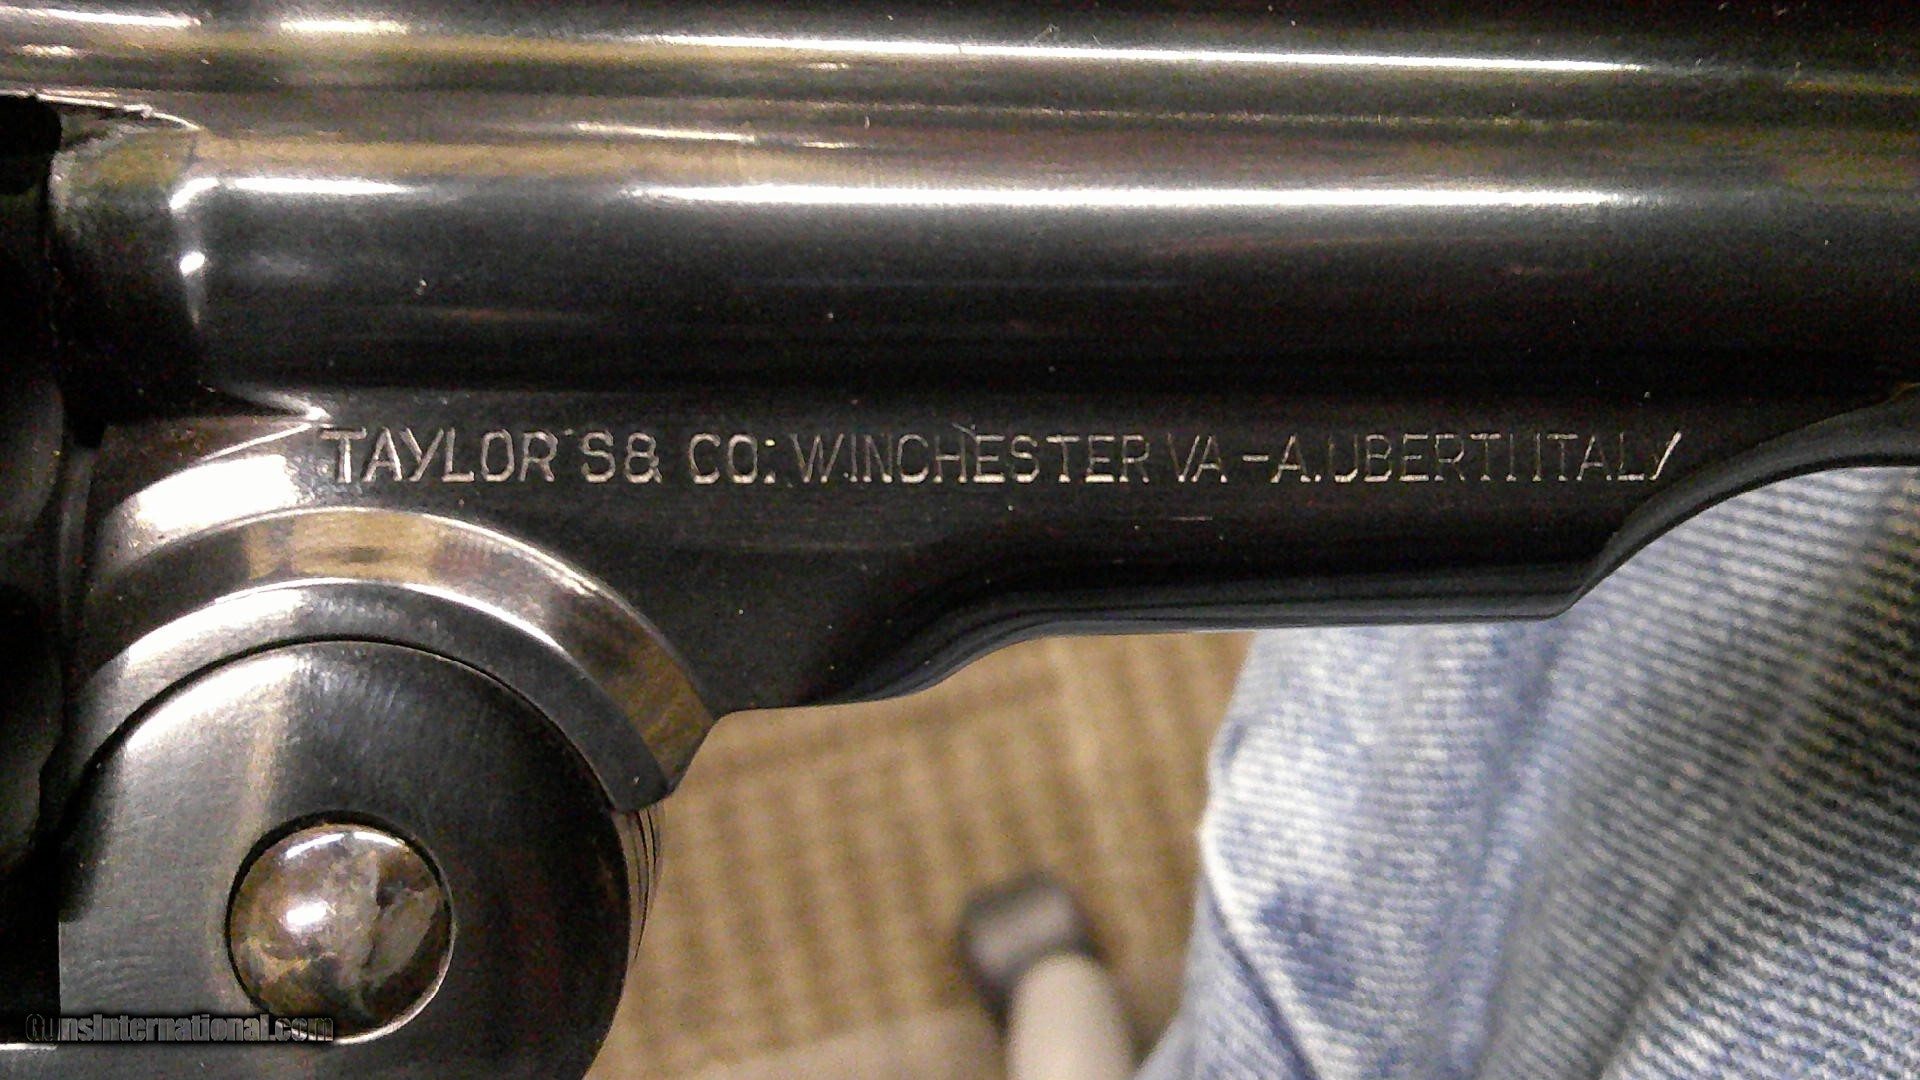 TAYLOR'S & CO. WINCHESTER VA - A. UBERTI ITALY
GunsInternational.com